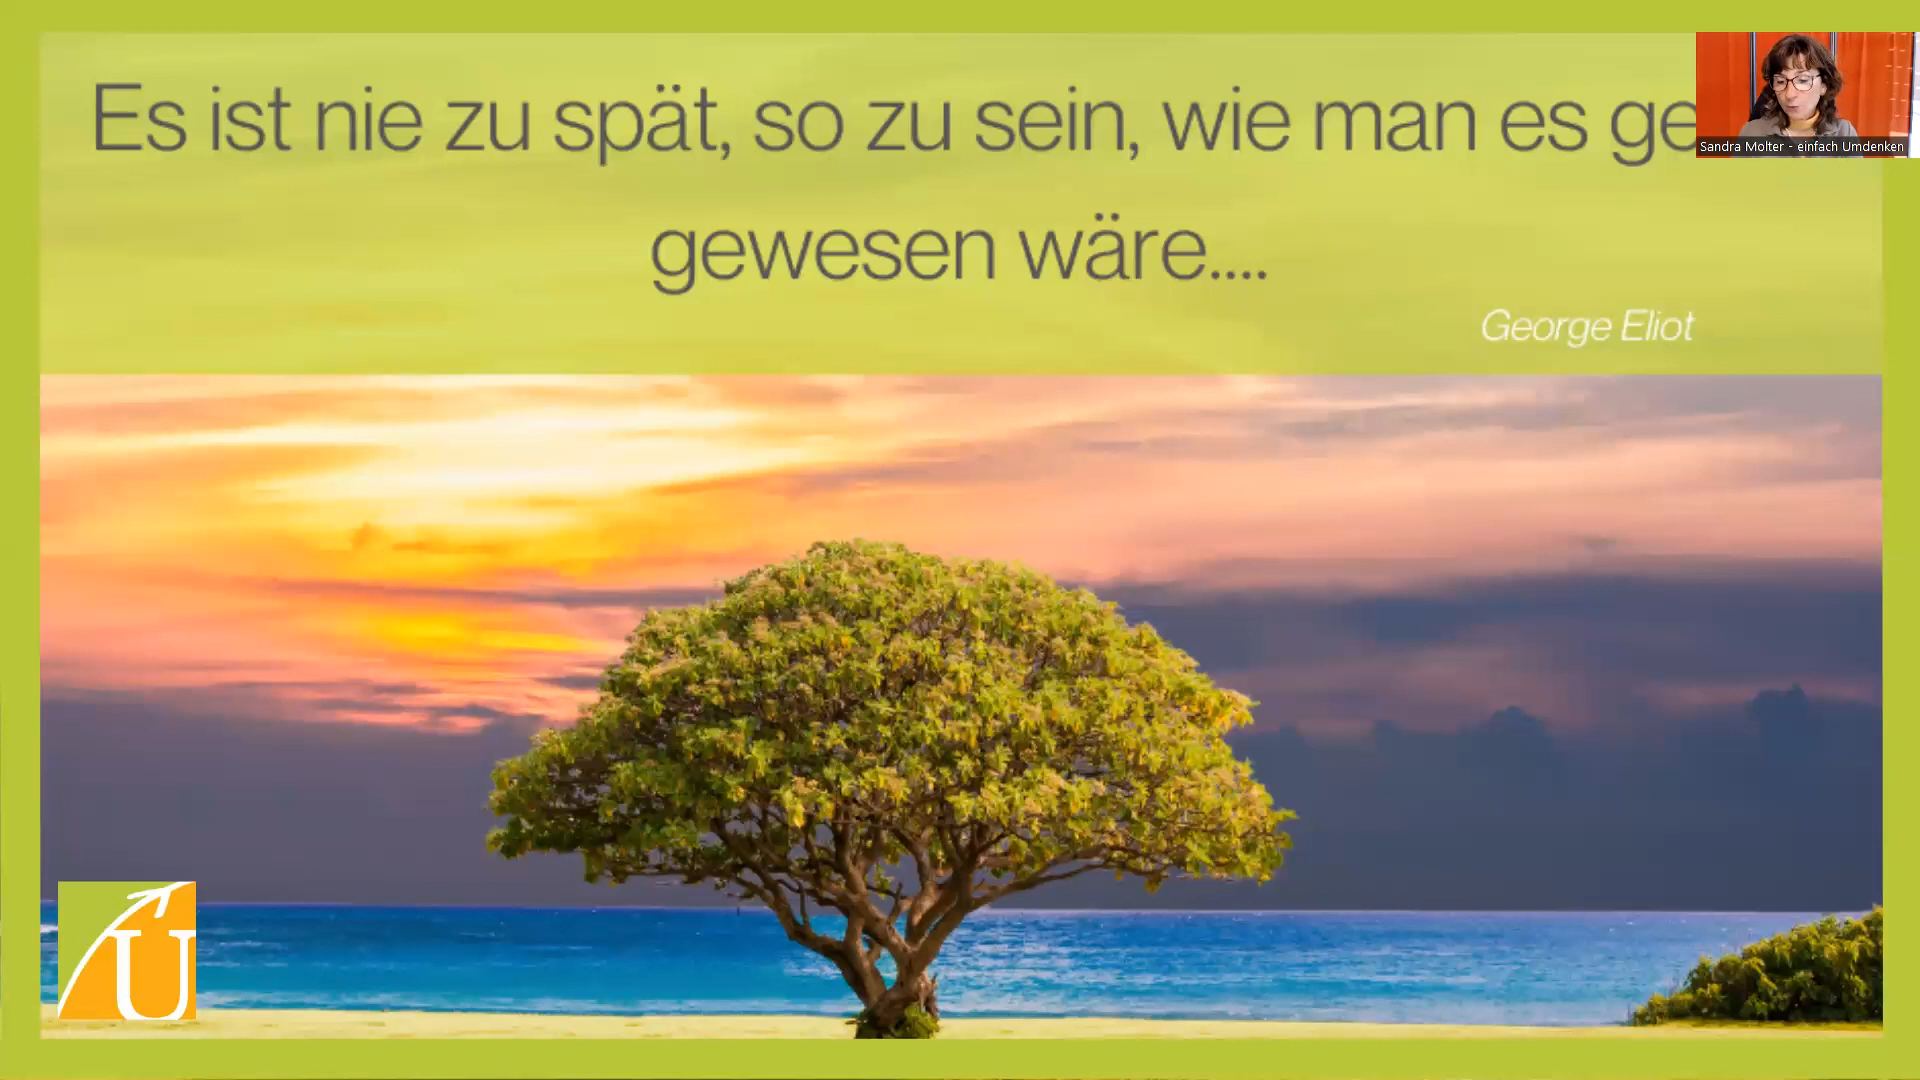 Es ist nie zu spät, so zu sein, wie man es ge
gewesen wäre....
George Eliot
Sandra Molter - einfach Umdenken
U